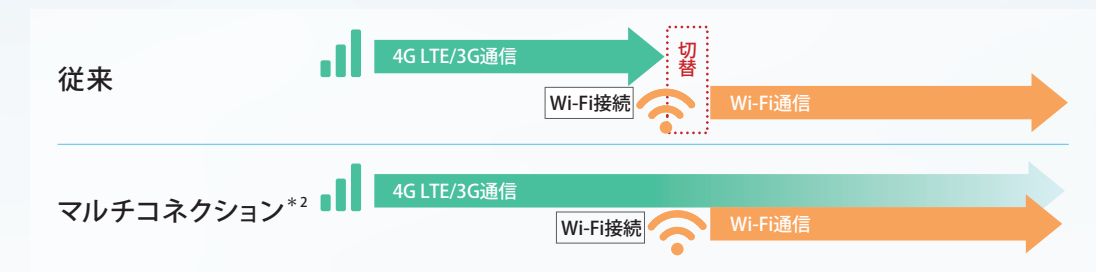 4G LTE/3G通信
切替
従来
Wi-Fi接続
Wi-Fi通信
4G LTE/3G通信
マルチコネクション*2
Wi-Fi接続
Wi-Fi通信